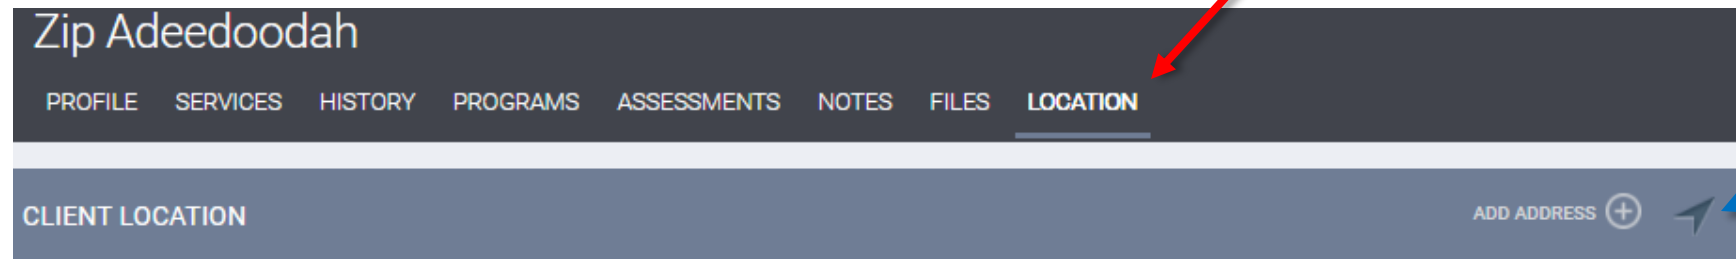 Zip Adeedoodah
PROFILE SERVICES HISTORY PROGRAMS ASSESSMENTS NOTES FILES LOCATION
CLIENT LOCATION ADD ADDRESS